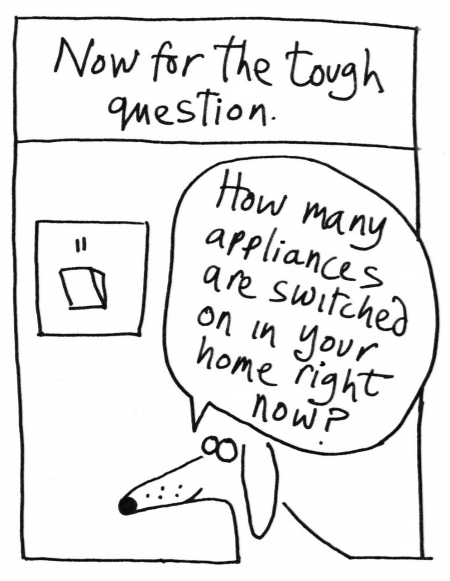 Now for the tough
question.
How many
appliances
are switched
on in your
home right
now?